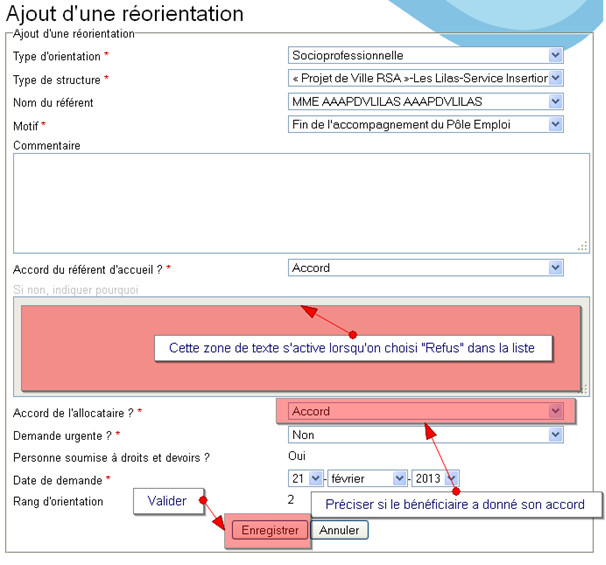 Ajout d'une réorientation
Ajout d'une réorientation
Type d'orientation * Socioprofessionnelle
Type de structure * « Projet de Ville RSA »-Les Lilas-Service Insertior
Nom du référent MME AAAPDVLILAS AAAPDVLILAS
Motif * Fin de l'accompagnement du Pôle Emploi
Commentaire
Accord du référent d'accueil ? * Accord
Si non, indiquer pourquoi
Cette zone de texte s'active lorsqu'on choisi "Refus" dans la liste
Accord de l'allocataire ? * Accord
Demande urgente ? * Non
Personne soumise à droits et devoirs ? Oui
Date de demande * 21 - février - 2013
Rang d'orientation 2
Valider
Préciser si le bénéficiaire a donné son accord
Enregistrer Annuler